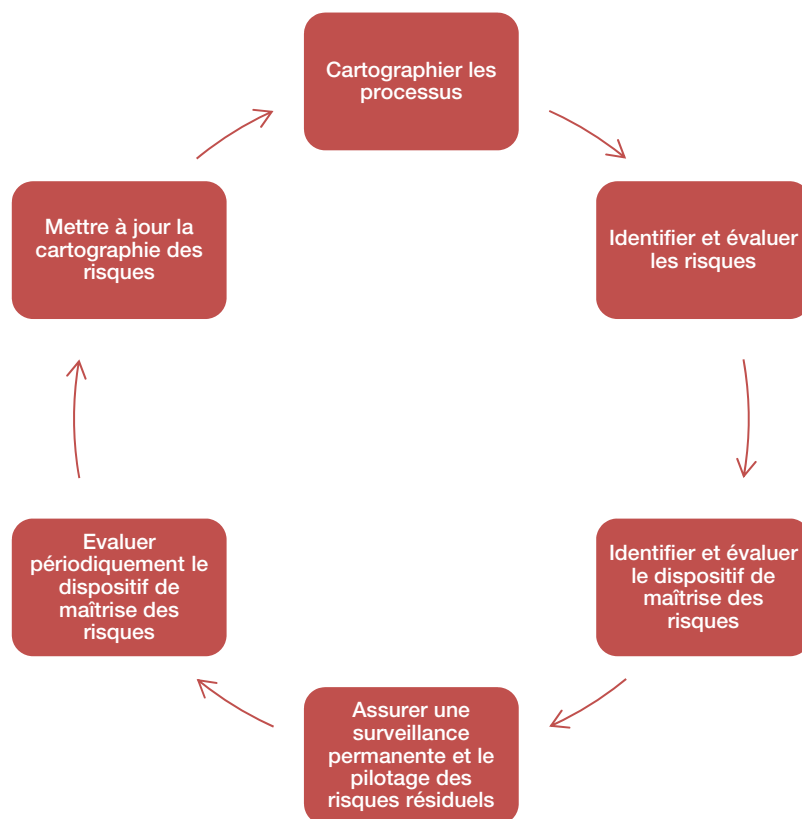 Cartographier les
processus
Identifier et évaluer
les risques
Identifier et évaluer
le dispositif de
maîtrise des
risques
Assurer une
surveillance
permanente et le
pilotage des
risques résiduels
Evaluer
périodiquement le
dispositif de
maîtrise des
risques
Mettre à jour la
cartographie des
risques